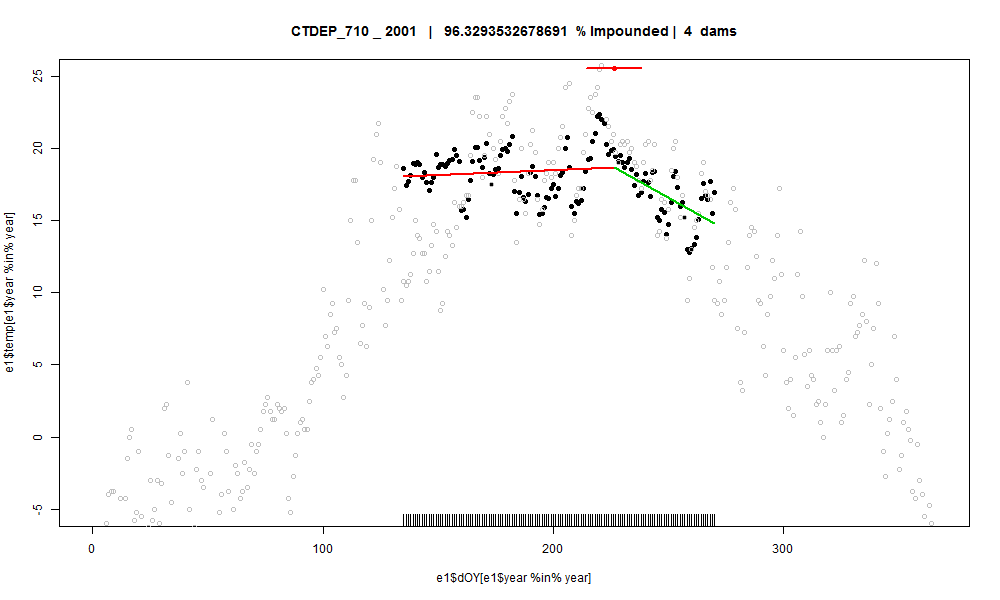 CTDEP_710 _ 2001 | 96.3293532678691 % Impounded | 4 dams
e1$temp[e1$year %in% year]
25
20
15
10
5
0
-5
0 100 200 300
e1$dOY[e1$year %in% year]